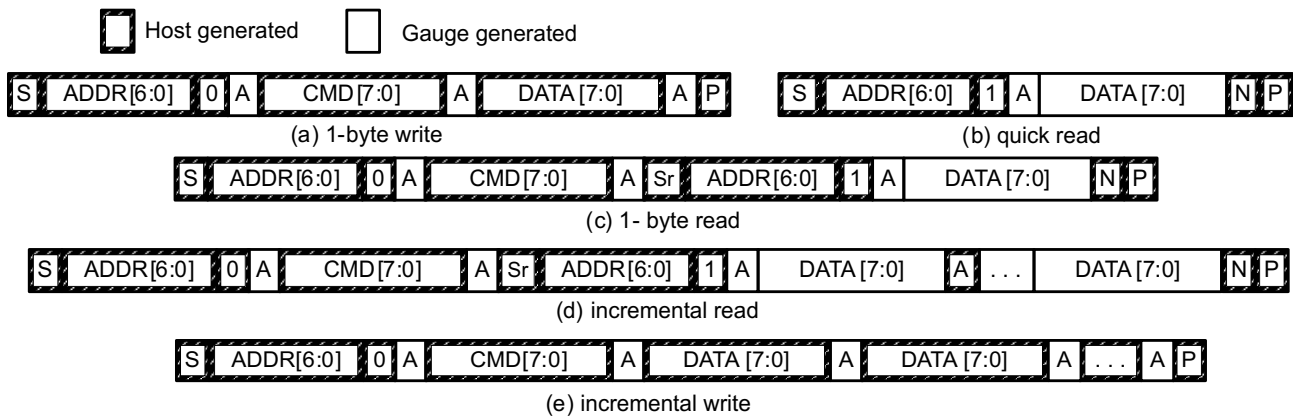 Host generated Gauge generated
S ADDR[6:0] 0 A CMD[7:0] A DATA[7:0] A P S ADDR[6:0] 1 A DATA[7:0] N P
(a) 1-byte write (b) quick read
S ADDR[6:0] 0 A CMD[7:0] A Sr ADDR[6:0] 1 A DATA[7:0] N P
(c) 1- byte read
S ADDR[6:0] 0 A CMD[7:0] A Sr ADDR[6:0] 1 A DATA[7:0] A . . . DATA[7:0] N P
(d) incremental read
S ADDR[6:0] 0 A CMD[7:0] A DATA[7:0] A DATA[7:0] A . . . A P
(e) incremental write